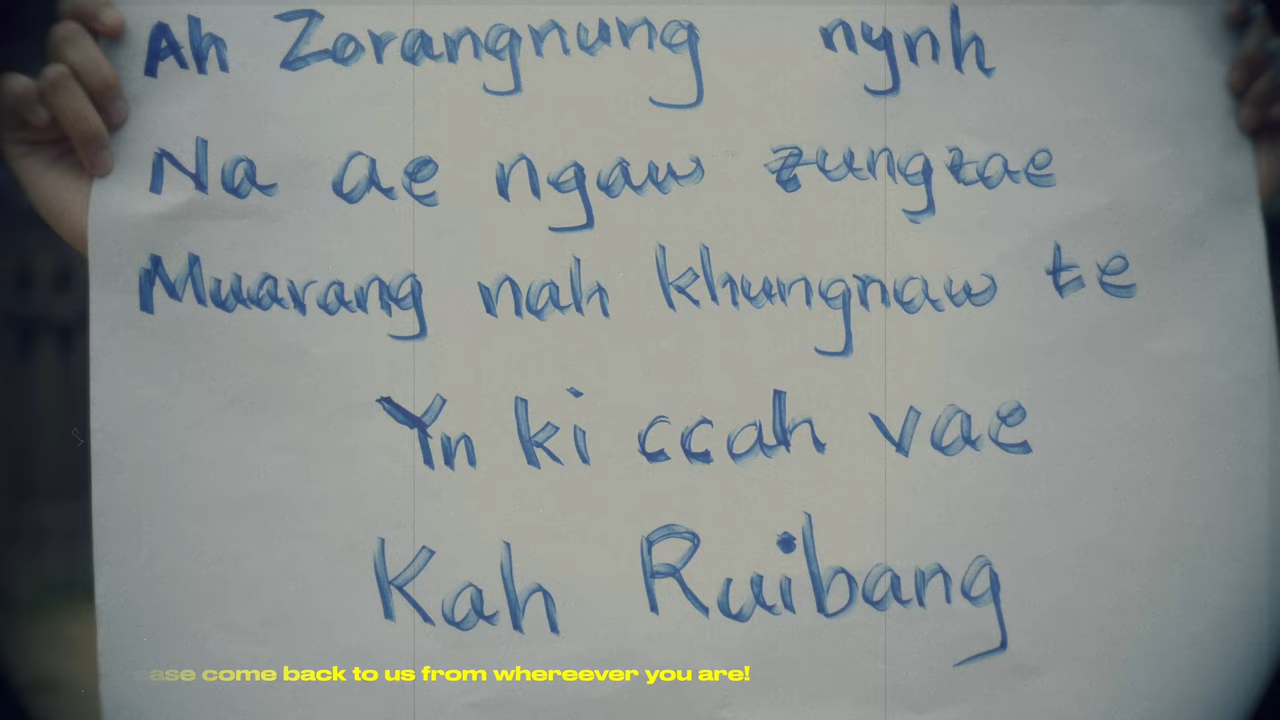 Ah Zorangnung nynh
Na ae ngaw zungzae
Muarang nah khungnaw te
Yn ki ccah vae
Kah Ruibang
ase come back to us from whereever you are!